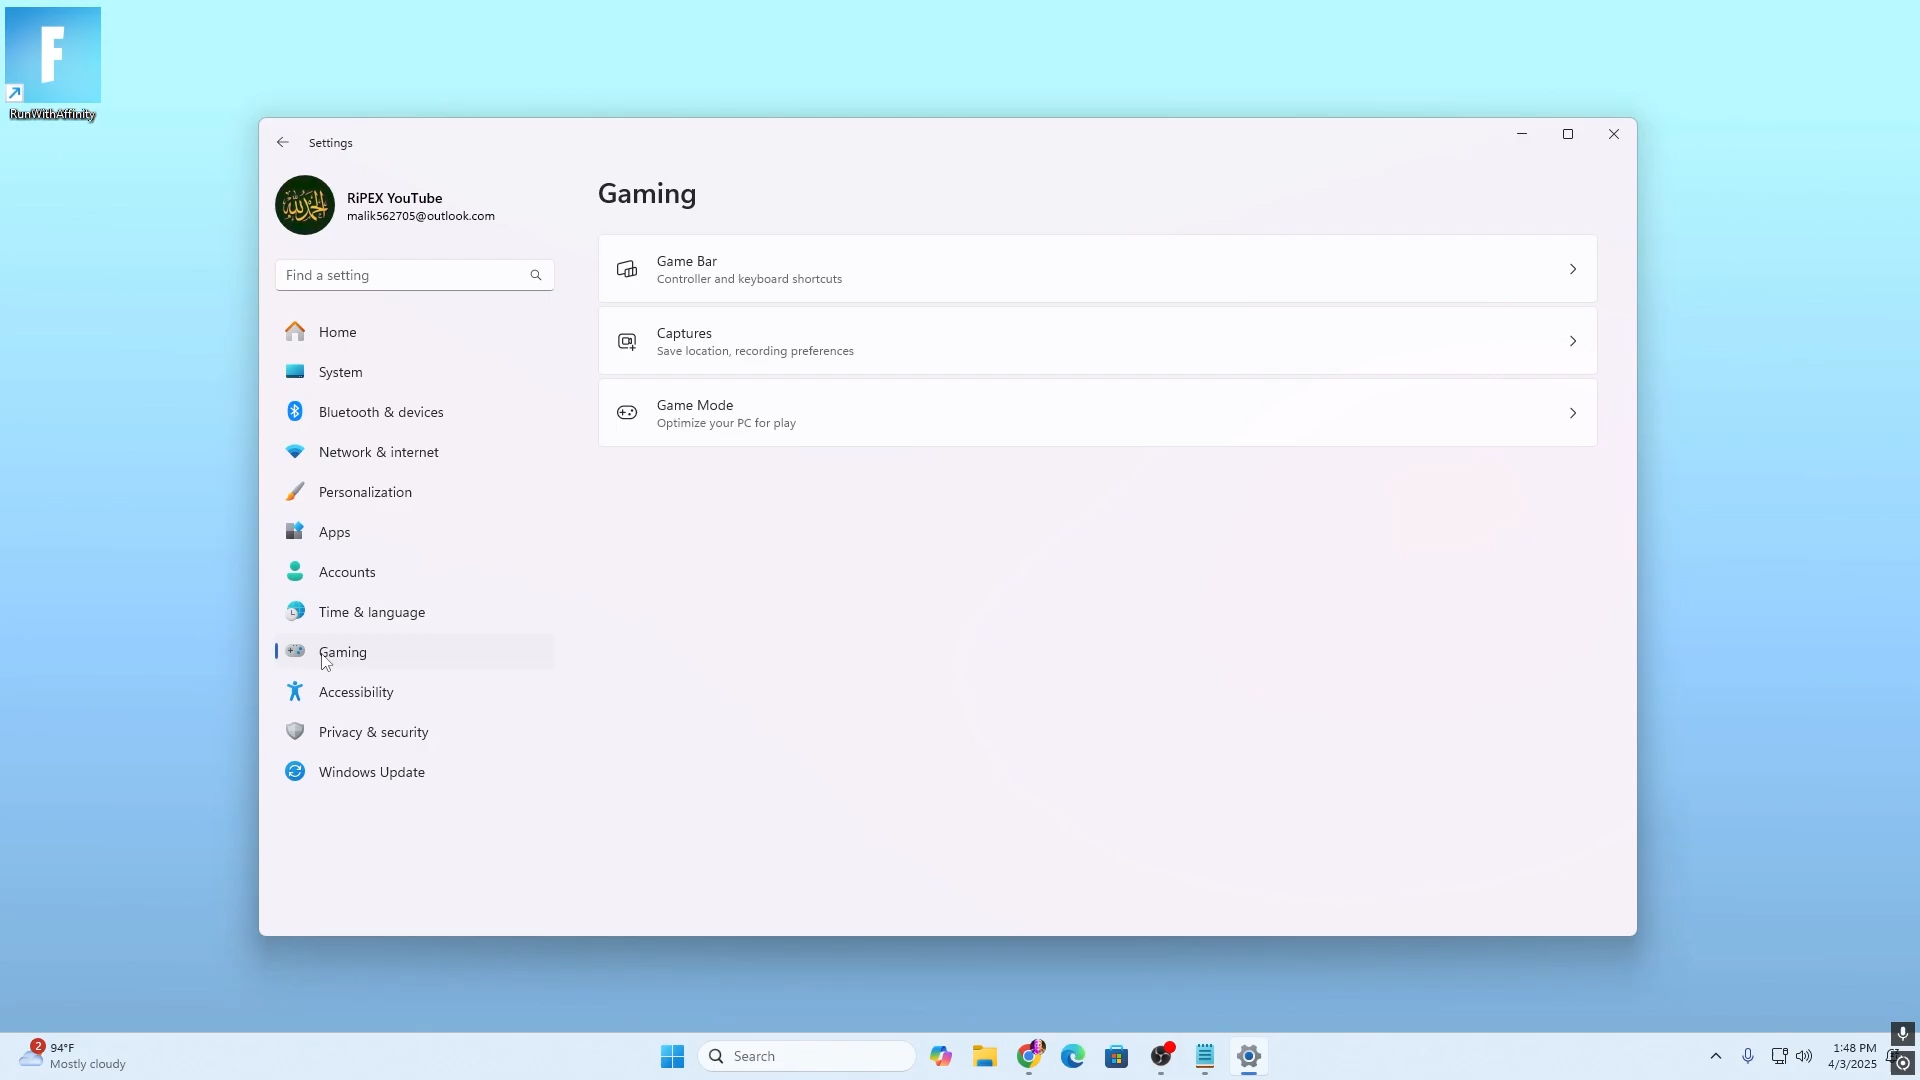 F
RunWithAffinity
Settings
RiPEX YouTube
malik562705@outlook.com
Find a setting
Home
System
Bluetooth & devices
Network & internet
Personalization
Apps
Accounts
Time & language
Gaming
Accessibility
Privacy & security
Windows Update
Gaming
Game Bar
Controller and keyboard shortcuts
Captures
Save location, recording preferences
Game Mode
Optimize your PC for play
2
94°F
Mostly cloudy
Search
1:48 PM
4/3/2025